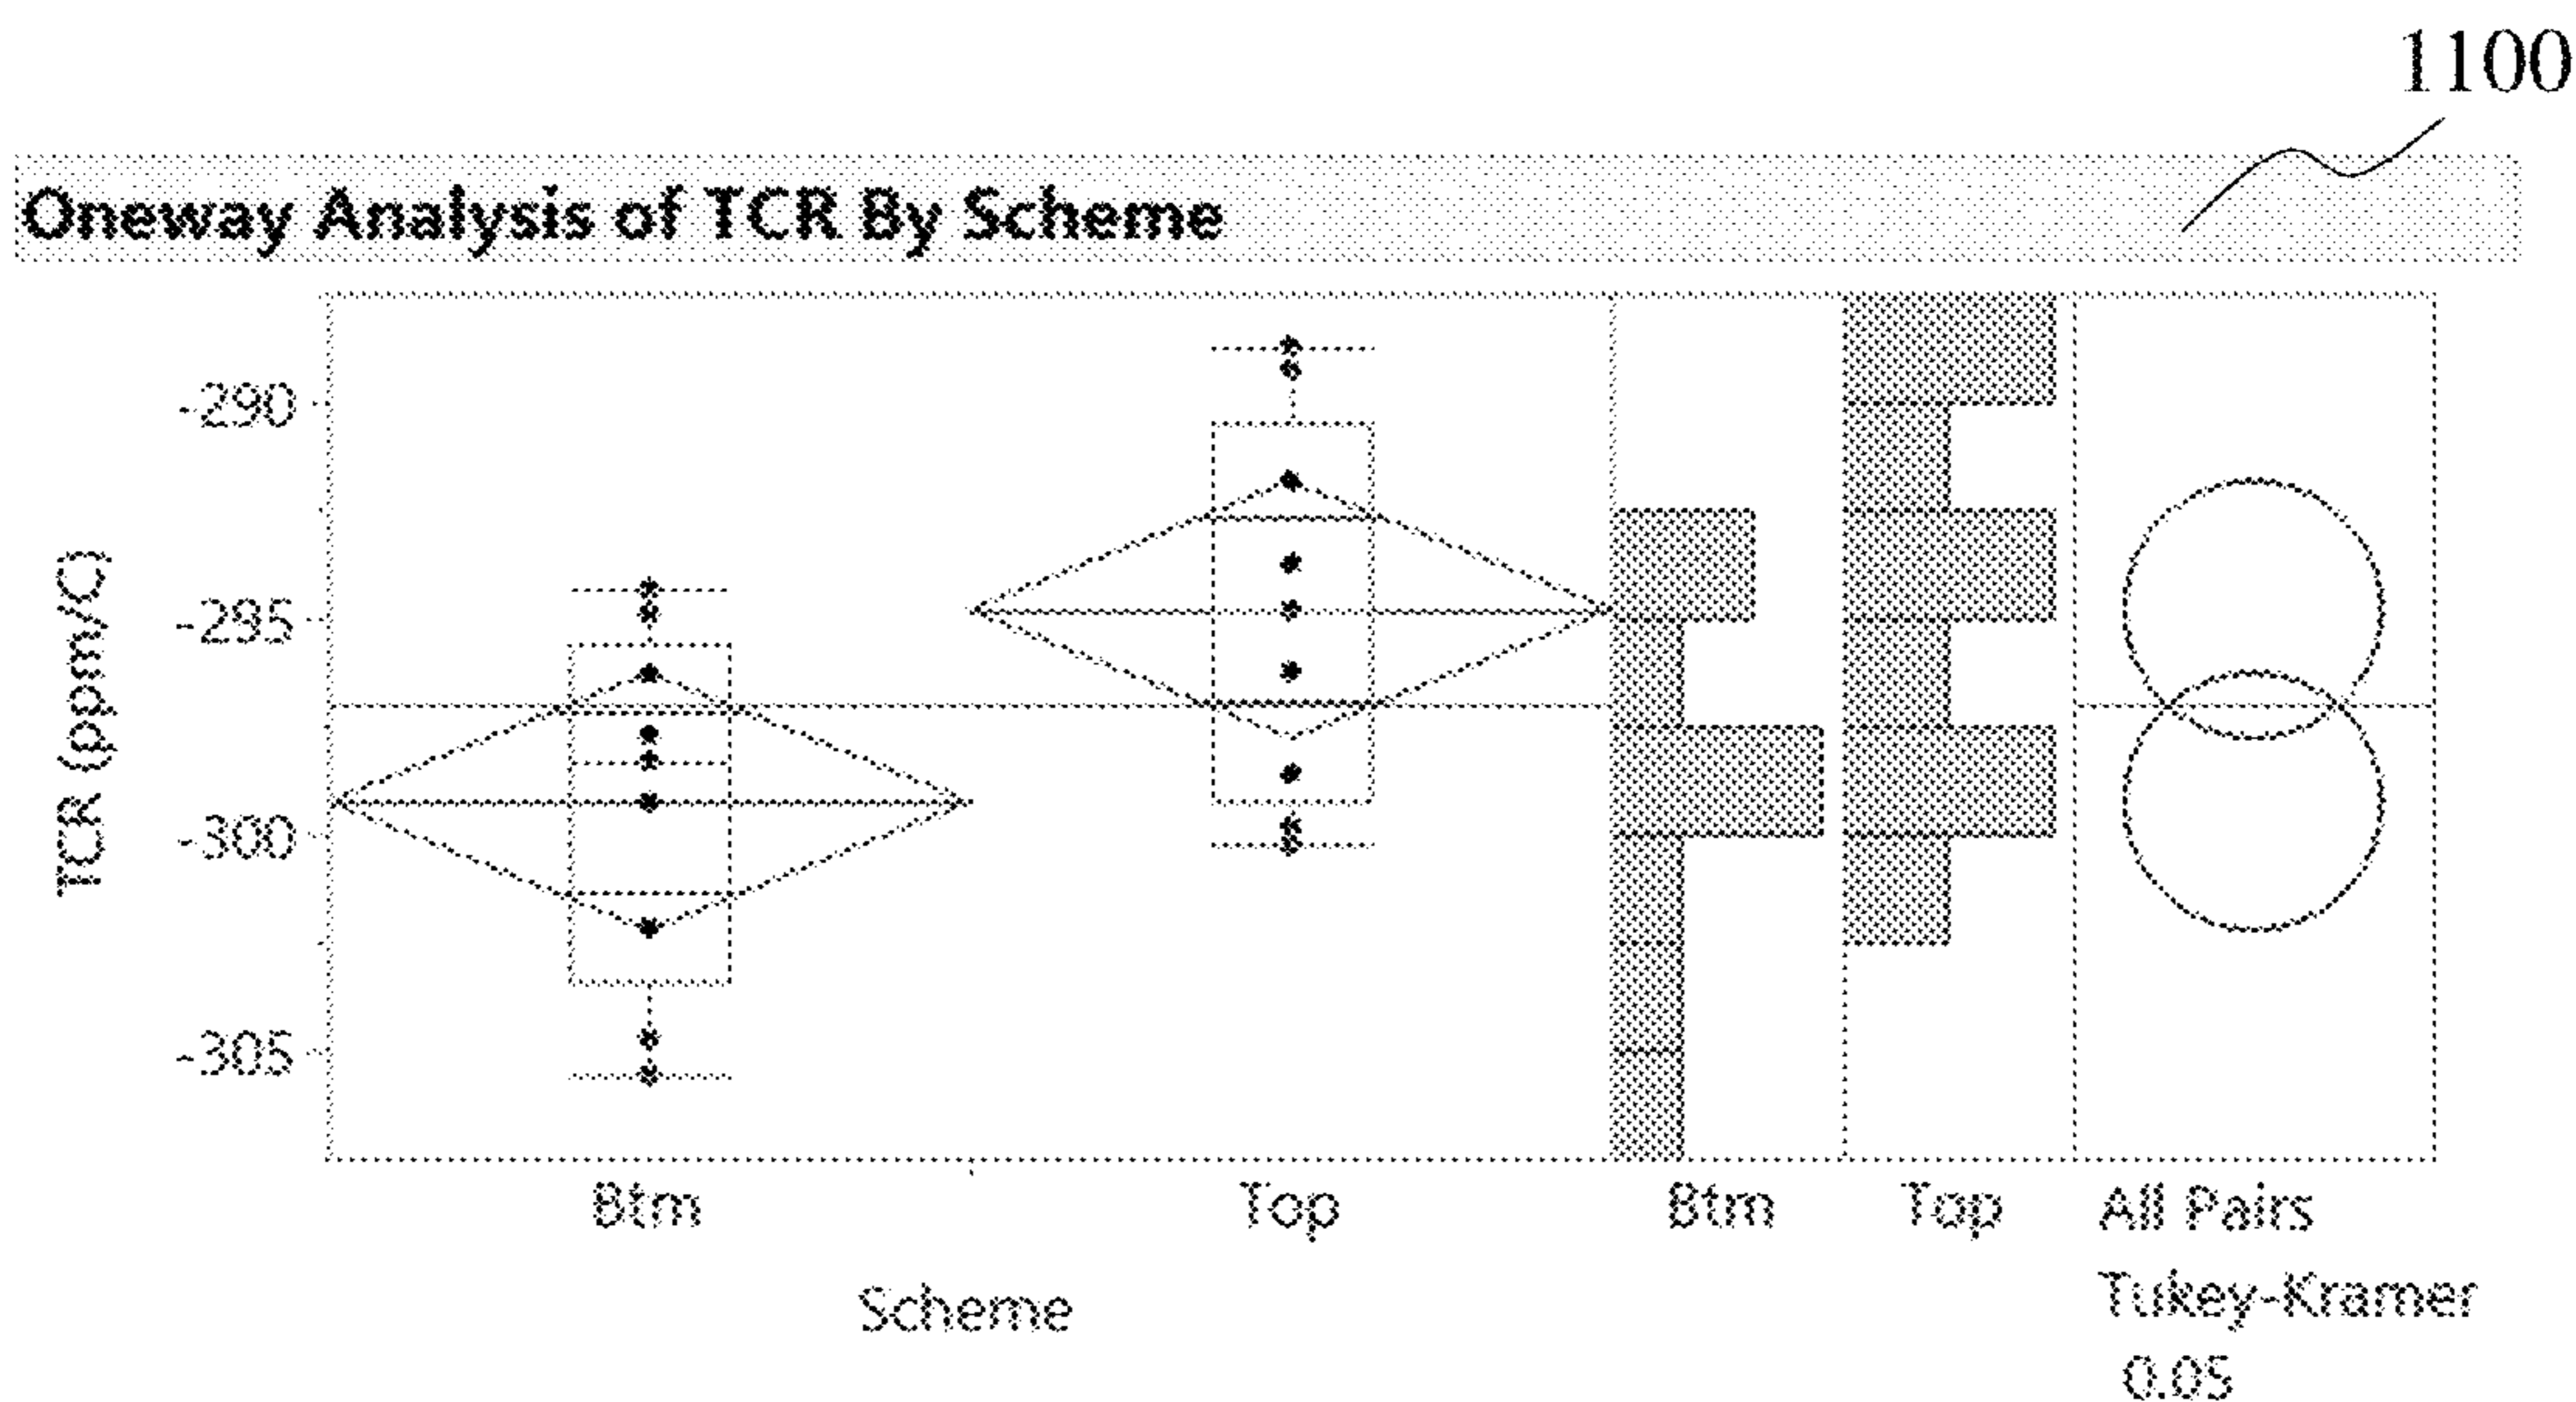 1100
Oneway Analysis of TCR By Scheme
TCR (ppm/C)
-290
-295
-300
-305
Btm
Top
Btm
Top
All Pairs
Scheme
Tukey-Kramer
0.05